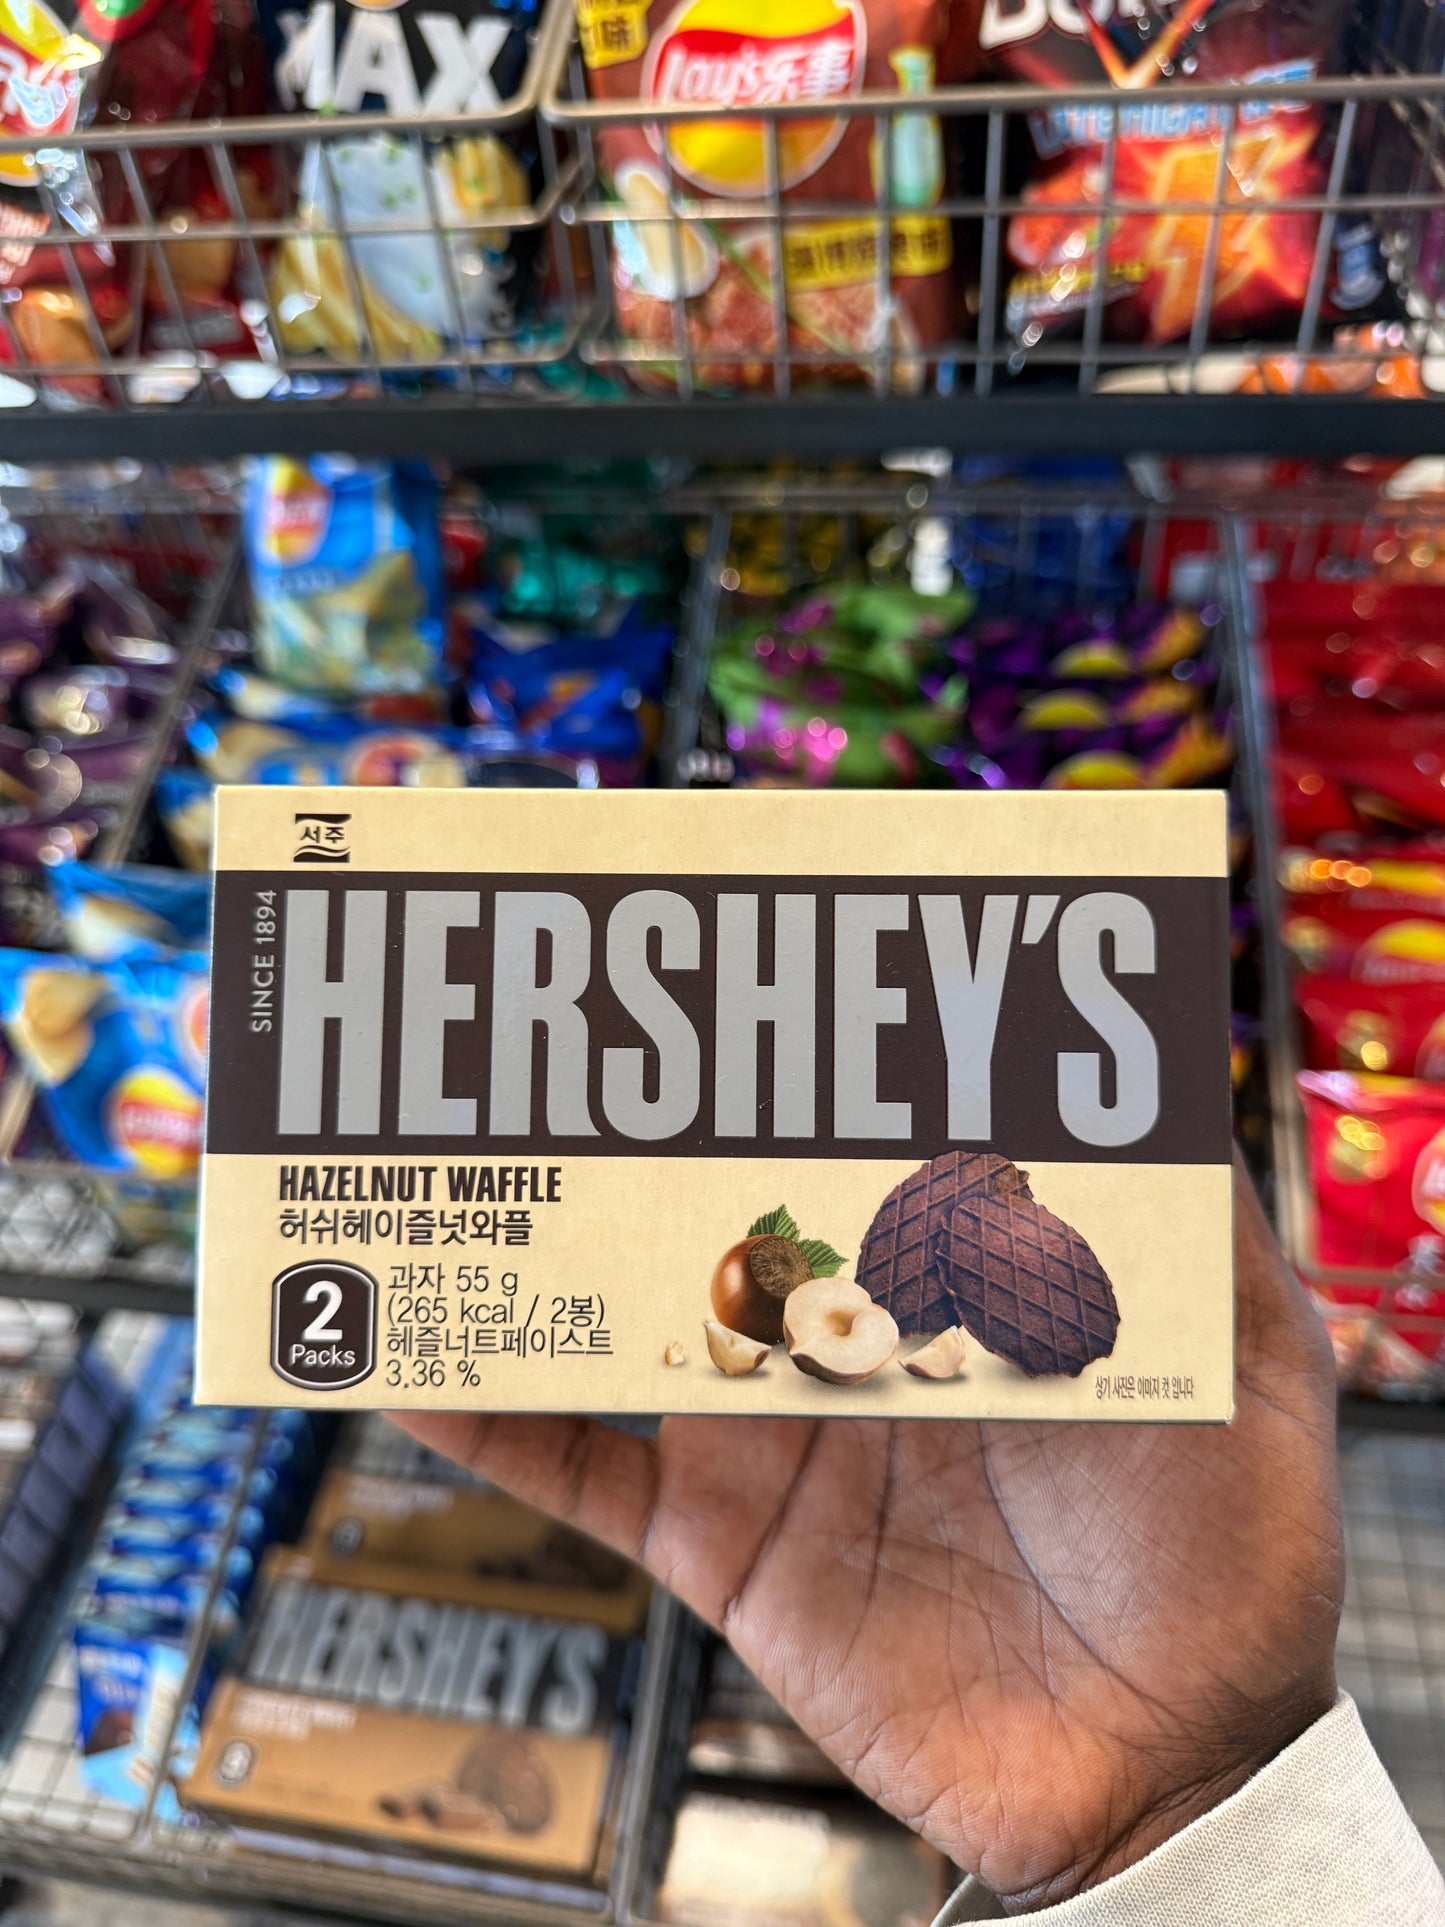 MAX
Lay's乐事
서주
SINCE 1894
HERSHEY'S
HAZELNUT WAFFLE
허쉬헤이즐넛와플
2
Packs
과자 55 g
(265 kcal / 2봉)
헤즐너트페이스트
3.36 %
상기 사진은 이미지 컷 입니다
HERSHEY'S